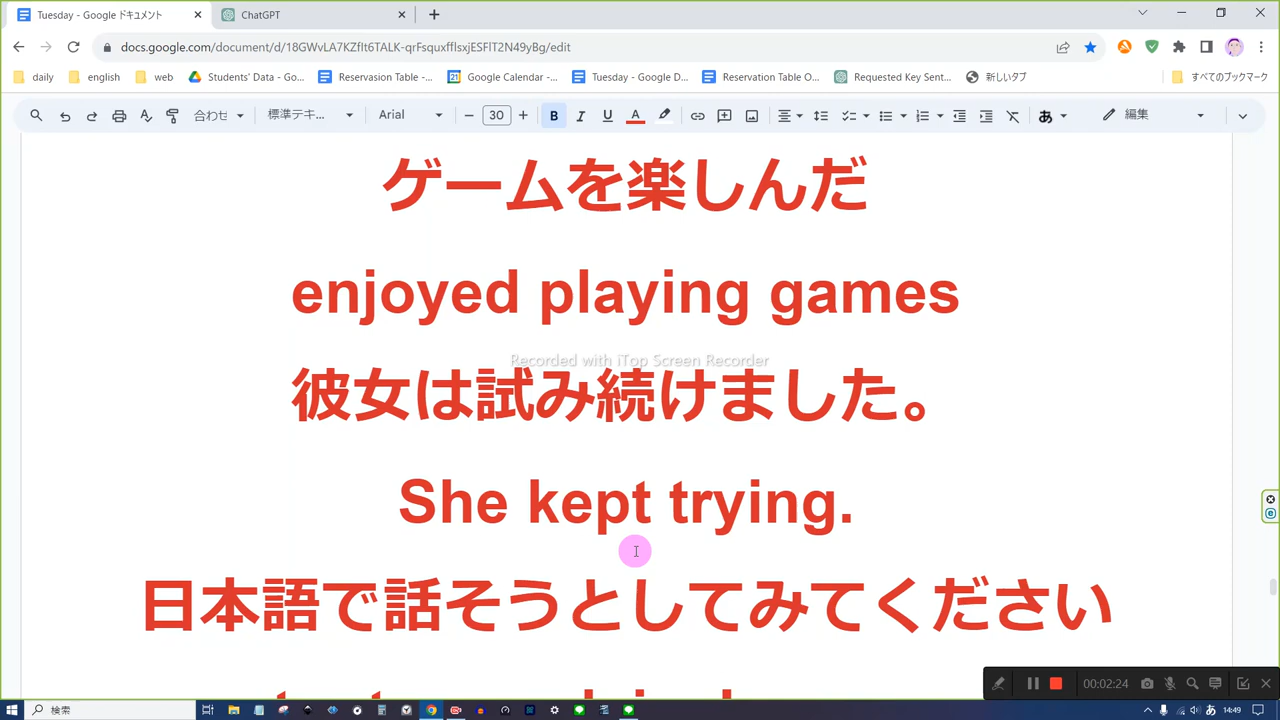 Tuesday - Google ドキュメント
ChatGPT
docs.google.com/document/d/18GWvLA7KZflt6TALK-qrFsquxfflsxjESFlT2N49yBg/edit
daily
english
web
Students' Data - Go...
Reservasion Table -...
Google Calendar -...
Tuesday - Google D...
Reservation Table O...
Requested Key Sent...
新しいタブ
すべてのブックマーク
合わせ
標準テキ...
Arial
30
B
I
U
A
あ
編集
ゲームを楽しんだ
enjoyed playing games
Recorded with iTop Screen Recorder
彼女は試み続けました。
She kept trying.
日本語で話そうとしてみてください
00:02:24
検索
あ
14:49